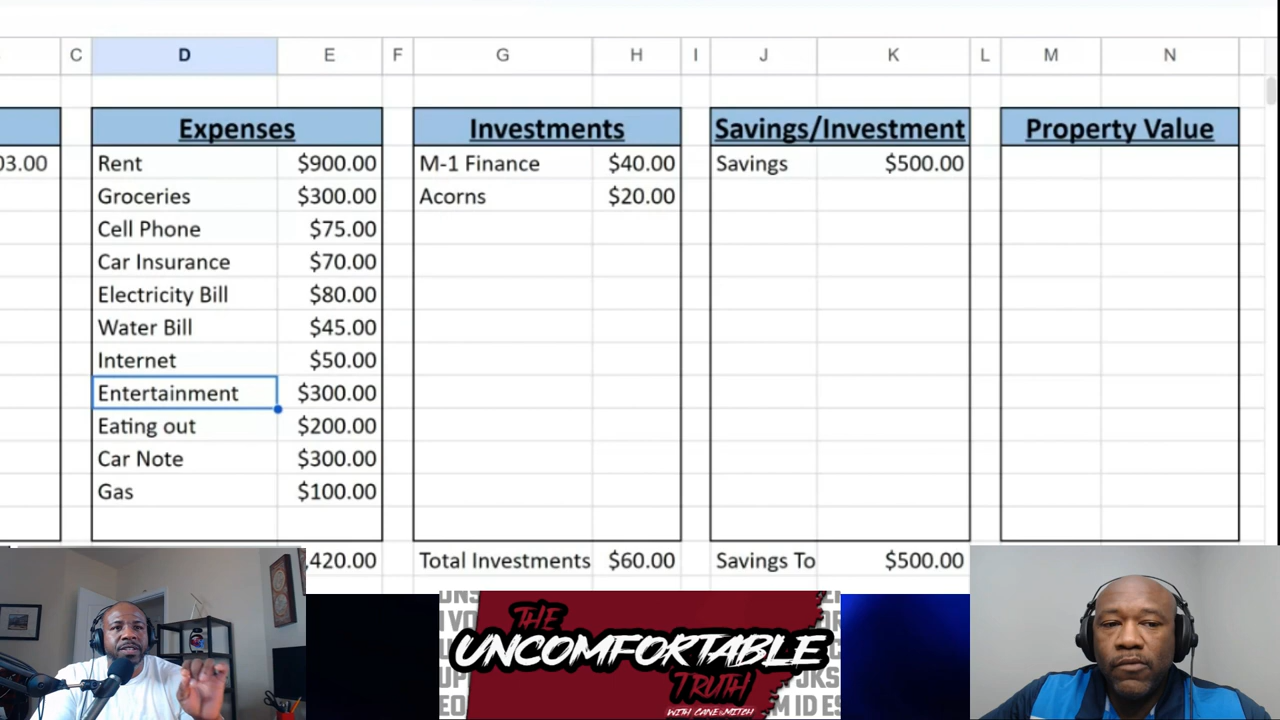 C D E F G H I J K L M N
Expenses Investments Savings/Investment Property Value
03.00 Rent $900.00 M-1 Finance $40.00 Savings $500.00
Groceries $300.00 Acorns $20.00
Cell Phone $75.00
Car Insurance $70.00
Electricity Bill $80.00
Water Bill $45.00
Internet $50.00
Entertainment $300.00
Eating out $200.00
Car Note $300.00
Gas $100.00
,420.00 Total Investments $60.00 Savings To $500.00
THE
UNCOMFORTABLE
TRUTH
WITH CANE & MITCH